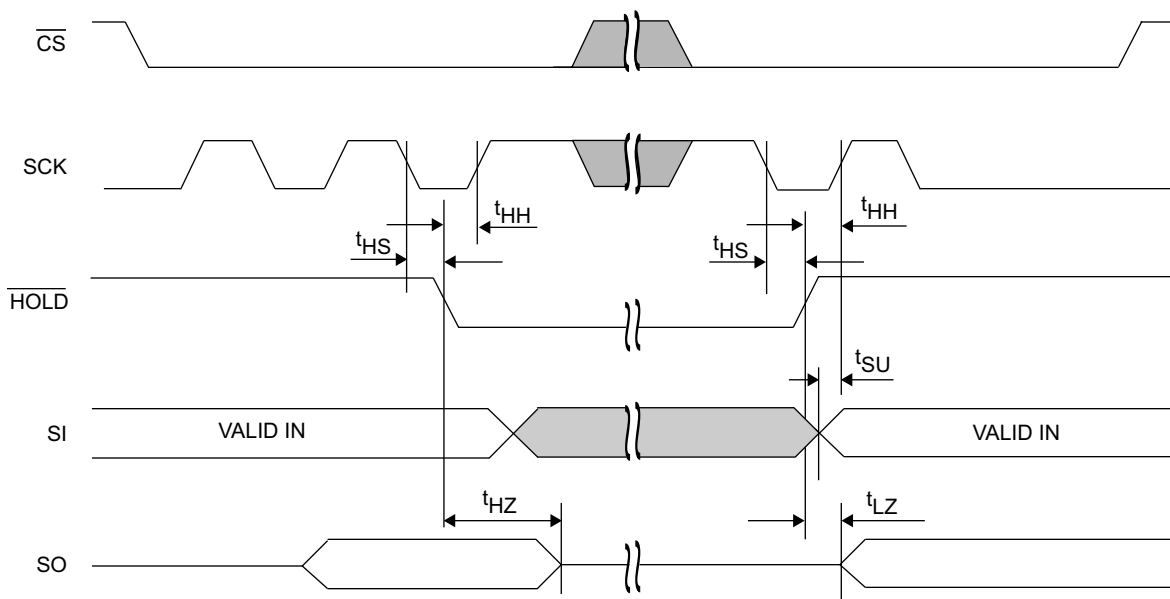 CS
SCK
tHH
tHH
tHS
tHS
HOLD
tSU
SI
VALID IN
VALID IN
tHZ
tLZ
SO